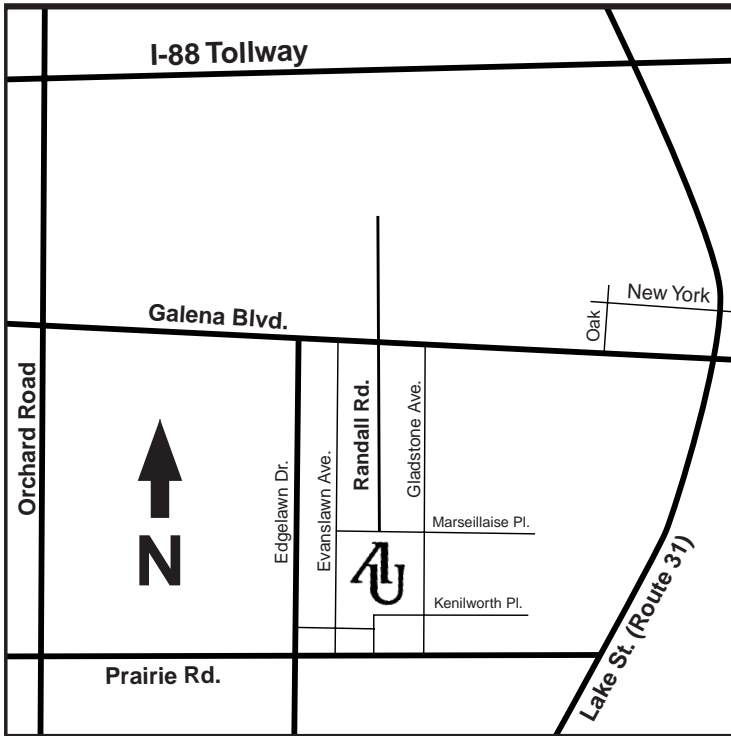 I-88 Tollway
New York
Oak
Galena Blvd.
Orchard Road
Randall Rd.
Gladstone Ave.
Edgelawn Dr.
Evanslawn Ave.
Marseillaise Pl.
N
AU
Kenilworth Pl.
Lake St. (Route 31)
Prairie Rd.